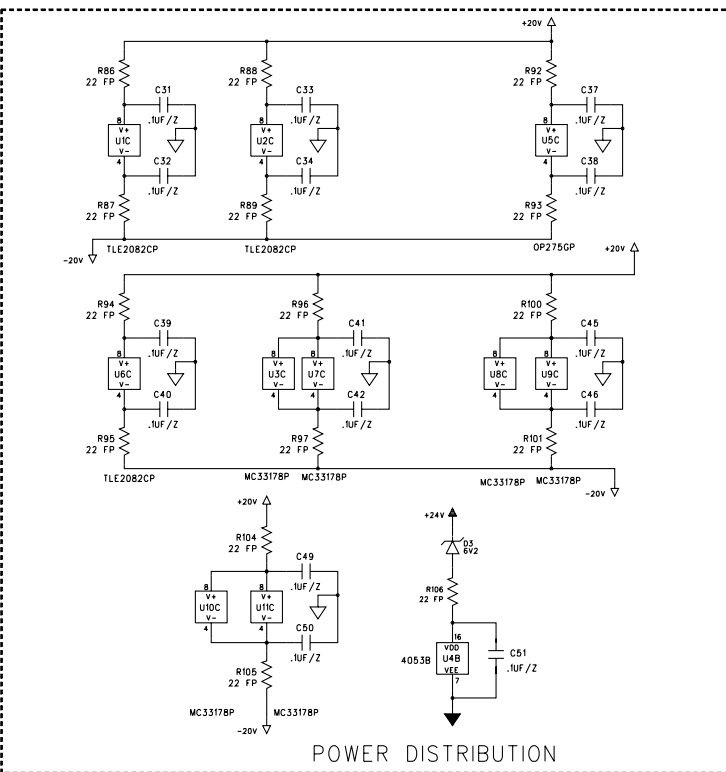 +20V
R86
22 FP
C31
.1UF/Z
8
V+
U1C
V-
4
C32
.1UF/Z
R87
22 FP
TLE2082CP
R88
22 FP
C33
.1UF/Z
8
V+
U2C
V-
4
C34
.1UF/Z
R89
22 FP
TLE2082CP
R92
22 FP
C37
.1UF/Z
8
V+
U5C
V-
4
C38
.1UF/Z
R93
22 FP
OP275GP
-20V
+20V
R94
22 FP
C39
.1UF/Z
8
V+
U6C
V-
4
C40
.1UF/Z
R95
22 FP
TLE2082CP
R96
22 FP
C41
.1UF/Z
8
V+
U3C
V-
4
8
V+
U7C
V-
4
C42
.1UF/Z
R97
22 FP
MC33178P MC33178P
R100
22 FP
C45
.1UF/Z
8
V+
U8C
V-
4
8
V+
U9C
V-
4
C46
.1UF/Z
R101
22 FP
MC33178P MC33178P
-20V
+20V
R104
22 FP
C49
.1UF/Z
8
V+
U10C
V-
4
8
V+
U11C
V-
4
C50
.1UF/Z
R105
22 FP
MC33178P MC33178P
-20V
+24V
D3
6V2
R106
22 FP
16
VDD
4053B U4B
VEE
7
C51
.1UF/Z
POWER DISTRIBUTION